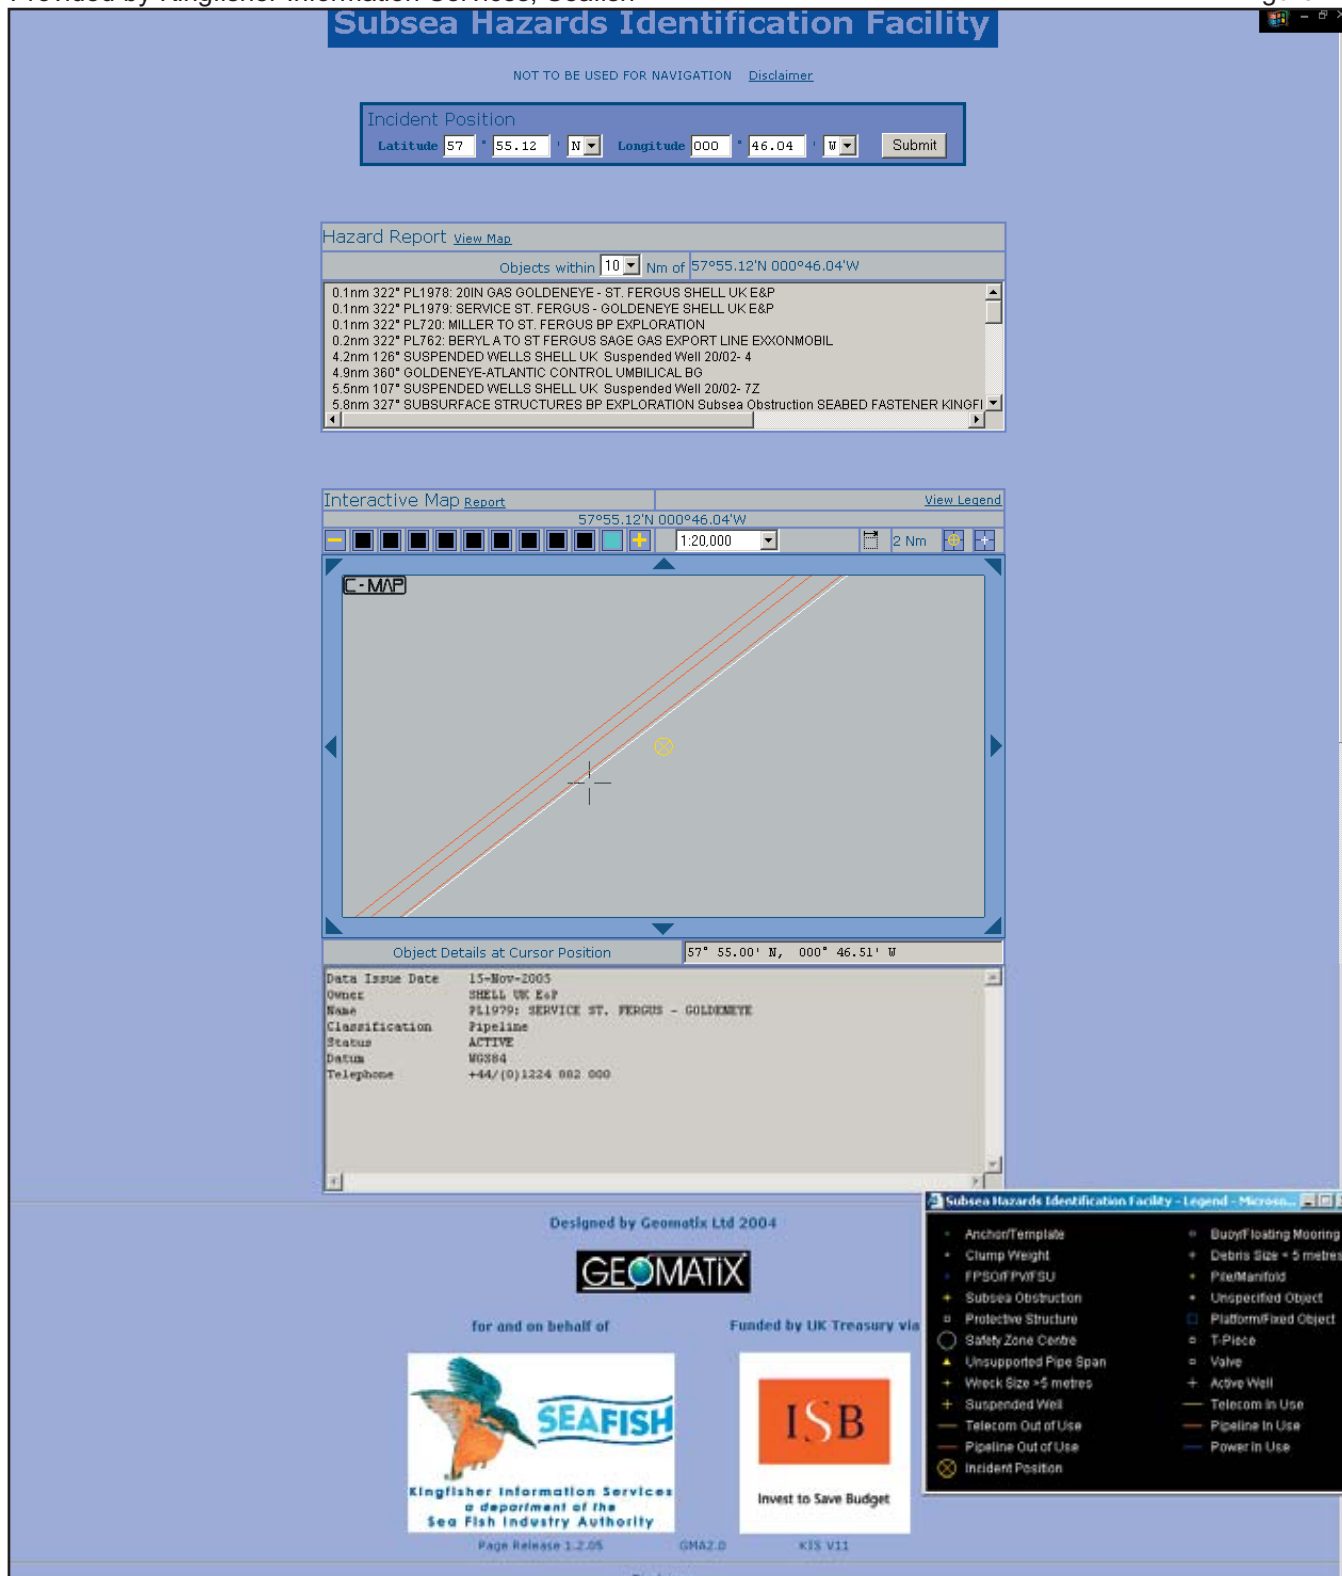 Provided by Kingfisher Information Services, Seafish
Subsea Hazards Identification Facility
NOT TO BE USED FOR NAVIGATION Disclaimer
Incident Position
Latitude 57 ° 55.12 ' N Longitude 000 ° 46.04 ' W Submit
Hazard Report View Map
Objects within 10 Nm of 57°55.12'N 000°46.04'W
0.1nm 322° PL1978: 20IN GAS GOLDENEYE - ST. FERGUS SHELL UK E&P
0.1nm 322° PL1979: SERVICE ST. FERGUS - GOLDENEYE SHELL UK E&P
0.1nm 322° PL720: MILLER TO ST. FERGUS BP EXPLORATION
0.2nm 322° PL762: BERYL A TO ST FERGUS SAGE GAS EXPORT LINE EXXONMOBIL
4.2nm 126° SUSPENDED WELLS SHELL UK Suspended Well 20/02- 4
4.9nm 360° GOLDENEYE-ATLANTIC CONTROL UMBILICAL BG
5.5nm 107° SUSPENDED WELLS SHELL UK Suspended Well 20/02- 7Z
5.8nm 327° SUBSURFACE STRUCTURES BP EXPLORATION Subsea Obstruction SEABED FASTENER KINGFI
Interactive Map Report View Legend
57°55.12'N 000°46.04'W
1:20,000 2 Nm
C-MAP
Object Details at Cursor Position 57° 55.00' N, 000° 46.51' W
Data Issue Date 15-Nov-2005
Owner SHELL UK E&P
Name PL1979: SERVICE ST. FERGUS - GOLDENEYE
Classification Pipeline
Status ACTIVE
Datum WGS84
Telephone +44/(0)1224 882 000
Designed by Geomatix Ltd 2004
GEOMATiX
for and on behalf of Funded by UK Treasury via
SEAFISH
Kingfisher Information Services
a department of the
Sea Fish Industry Authority
ISB
Invest to Save Budget
Page Release 1.2.05 GMA2.0 KIS V11
Subsea Hazards Identification Facility - Legend - Microso...
Anchor/Template Buoy/Floating Mooring
Clump Weight Debris Size < 5 metres
FPSO/FPV/FSU Pile/Manifold
Subsea Obstruction Unspecified Object
Protective Structure Platform/Fixed Object
Safety Zone Centre T-Piece
Unsupported Pipe Span Valve
Wreck Size >5 metres Active Well
Suspended Well Telecom In Use
Telecom Out of Use Pipeline In Use
Pipeline Out of Use Power In Use
Incident Position